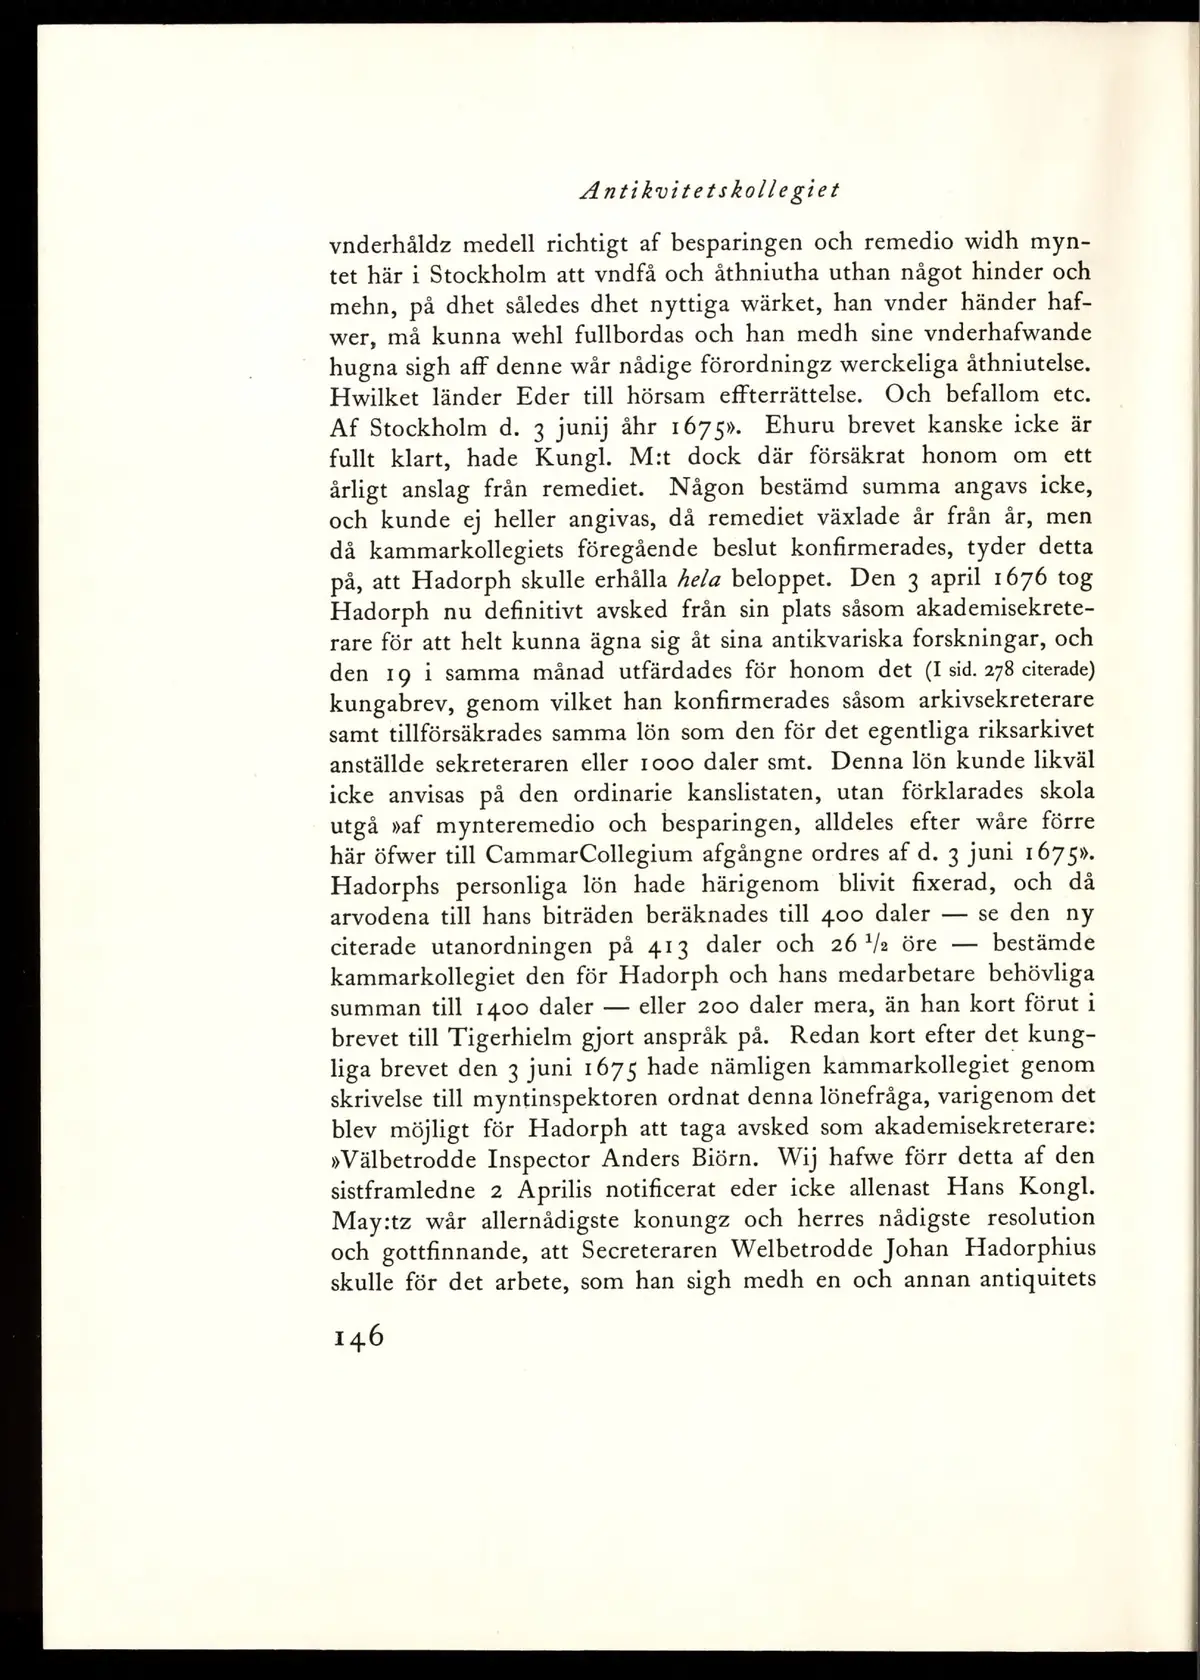 Antikvitetskollegiet
vnderhåldz medell richtigt af besparingen och remedio widh myn-
tet här i Stockholm att vndfå och åthniutha uthan något hinder och
mehn, på dhet således dhet nyttiga wärket, han vnder händer haf-
wer, må kunna wehl fullbordas och han medh sine vnderhafwande
hugna sigh aff denne wår nådige förordningz werckeliga åthniutelse.
Hwilket länder Eder till hörsam effterrättelse. Och befallom etc.
Af Stockholm d. 3 junij åhr 1675». Ehuru brevet kanske icke är
fullt klart, hade Kungl. M:t dock där försäkrat honom om ett
årligt anslag från remediet. Någon bestämd summa angavs icke,
och kunde ej heller angivas, då remediet växlade år från år, men
då kammarkollegiets föregående beslut konfirmerades, tyder detta
på, att Hadorph skulle erhålla hela beloppet. Den 3 april 1676 tog
Hadorph nu definitivt avsked från sin plats såsom akademisekrete-
rare för att helt kunna ägna sig åt sina antikvariska forskningar, och
den 19 i samma månad utfärdades för honom det (I sid. 278 citerade)
kungabrev, genom vilket han konfirmerades såsom arkivsekreterare
samt tillförsäkrades samma lön som den för det egentliga riksarkivet
anställde sekreteraren eller 1000 daler smt. Denna lön kunde likväl
icke anvisas på den ordinarie kanslistaten, utan förklarades skola
utgå »af mynteremedio och besparingen, alldeles efter wåre förre
här öfwer till CammarCollegium afgångne ordres af d. 3 juni 1675».
Hadorphs personliga lön hade härigenom blivit fixerad, och då
arvodena till hans biträden beräknades till 400 daler — se den ny
citerade utanordningen på 413 daler och 26 1/2 öre — bestämde
kammarkollegiet den för Hadorph och hans medarbetare behövliga
summan till 1400 daler — eller 200 daler mera, än han kort förut i
brevet till Tigerhielm gjort anspråk på. Redan kort efter det kung-
liga brevet den 3 juni 1675 hade nämligen kammarkollegiet genom
skrivelse till myntinspektoren ordnat denna lönefråga, varigenom det
blev möjligt för Hadorph att taga avsked som akademisekreterare:
»Välbetrodde Inspector Anders Biörn. Wij hafwe förr detta af den
sistframledne 2 Aprilis notificerat eder icke allenast Hans Kongl.
May:tz wår allernådigste konungz och herres nådigste resolution
och gottfinnande, att Secreteraren Welbetrodde Johan Hadorphius
skulle för det arbete, som han sigh medh en och annan antiquitets
146